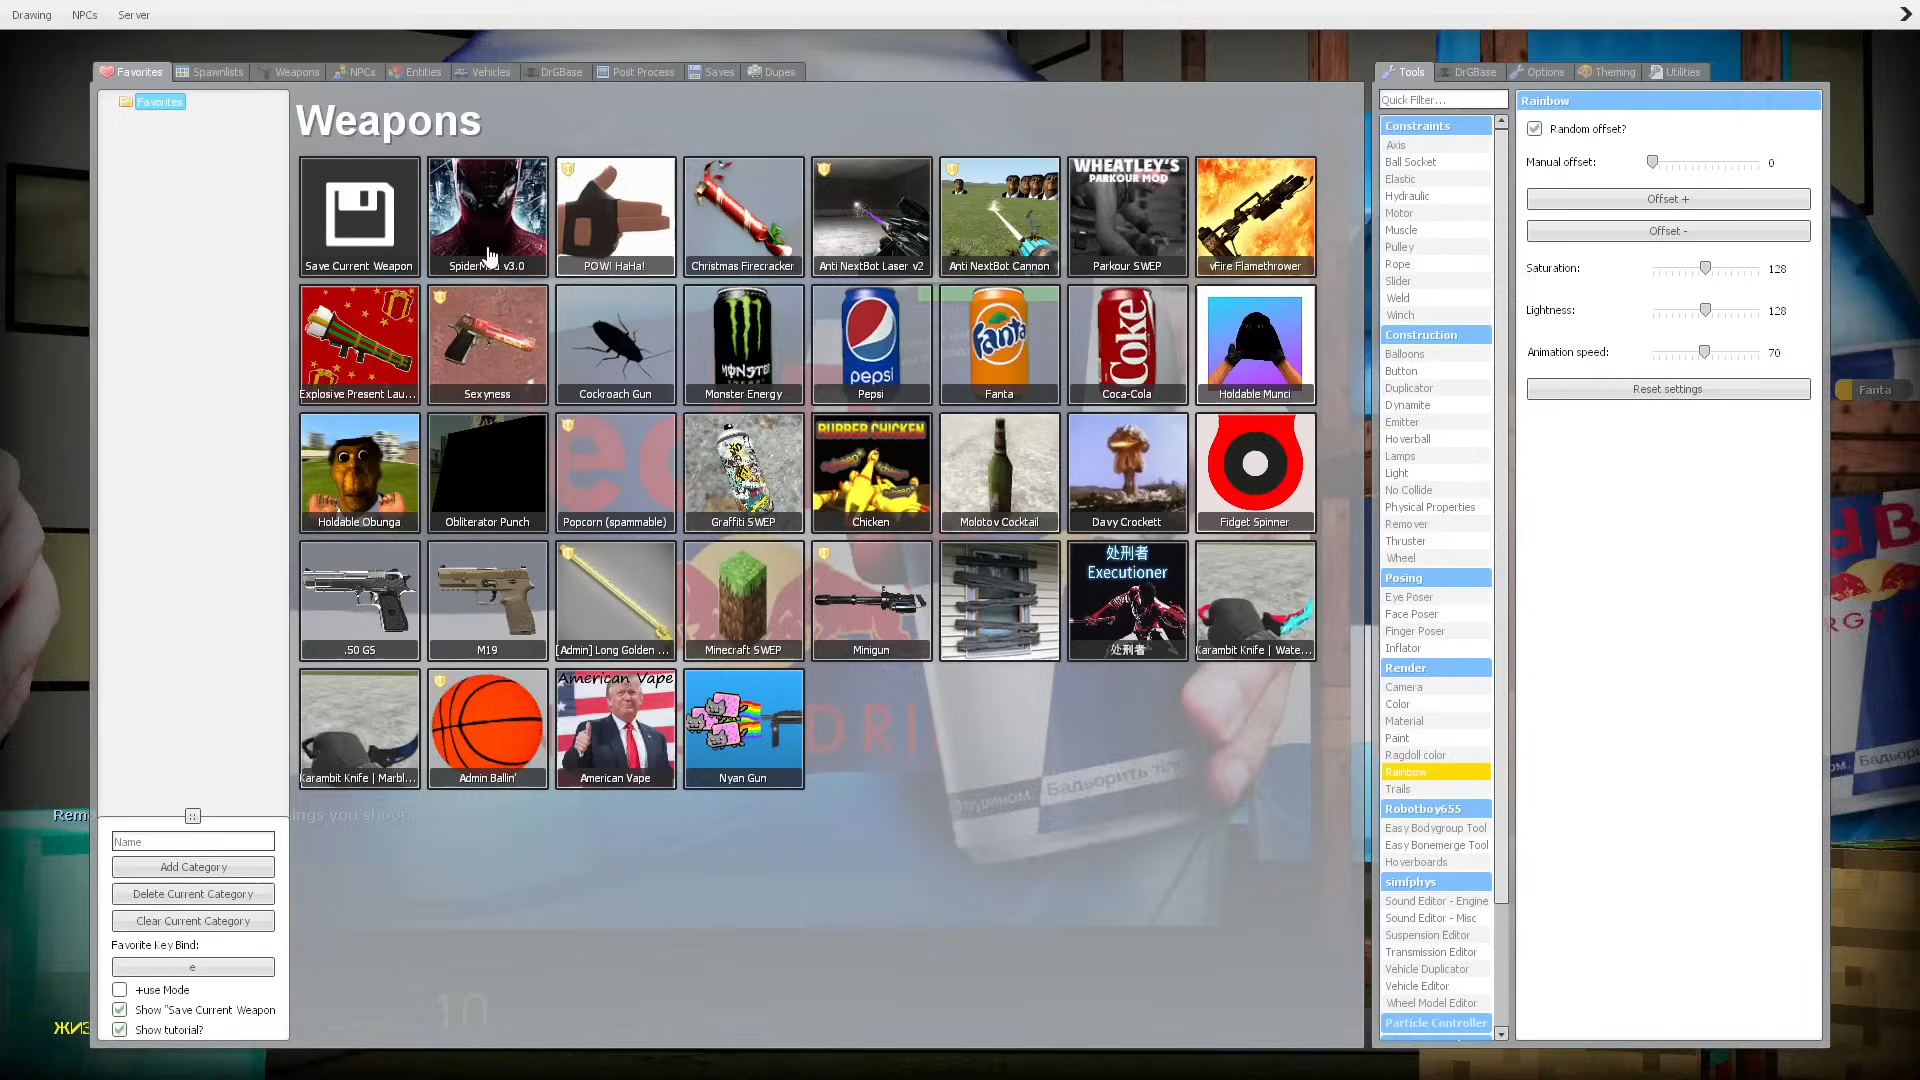 Drawing NPCs Server
Favorites Spawnlists Weapons NPCs Entities Vehicles DrGBase Post Process Saves Dupes
Favorites
Weapons
Save Current Weapon
v3.0
POW! HaHa!
Christmas Firecracker
Anti NextBot Laser v2
Anti NextBot Cannon
WHEATLEY'S
PARKOUR MOD
Parkour SWEP
vFire Flamethrower
Explosive Present Lau...
Sexyness
Cockroach Gun
MONSTER
ENERGY
Monster Energy
pepsi
Pepsi
Fanta
Fanta
Coke
Coca-Cola
Holdable Munci
Holdable Obunga
Obliterator Punch
Popcorn (spammable)
Graffiti SWEP
RUBBER CHICKEN
Chicken
Molotov Cocktail
Davy Crockett
Fidget Spinner
.50 GS
M19
[Admin] Long Golden ...
Minecraft SWEP
Minigun
处刑者
Executioner
处刑者
Karambit Knife | Wate...
Karambit Knife | Marbl...
Admin Ballin'
American Vape
American Vape
Nyan Gun
Rem
ings you shoot.
Name
Add Category
Delete Current Category
Clear Current Category
Favorite Key Bind:
e
+use Mode
Show "Save Current Weapon
Show tutorial?
ЖИЗ
10
DRI
Бадьорить тіло
Tools DrGBase Options Theming Utilities
Quick Filter...
Constraints
Axis
Ball Socket
Elastic
Hydraulic
Motor
Muscle
Pulley
Rope
Slider
Weld
Winch
Construction
Balloons
Button
Duplicator
Dynamite
Emitter
Hoverball
Lamps
Light
No Collide
Physical Properties
Remover
Thruster
Wheel
Posing
Eye Poser
Face Poser
Finger Poser
Inflator
Render
Camera
Color
Material
Paint
Ragdoll color
Rainbow
Trails
Robotboy655
Easy Bodygroup Tool
Easy Bonemerge Tool
Hoverboards
simfphys
Sound Editor - Engine
Sound Editor - Misc
Suspension Editor
Transmission Editor
Vehicle Duplicator
Vehicle Editor
Wheel Model Editor
Particle Controller
Rainbow
Random offset?
Manual offset: 0
Offset +
Offset -
Saturation: 128
Lightness: 128
Animation speed: 70
Reset settings
Fanta